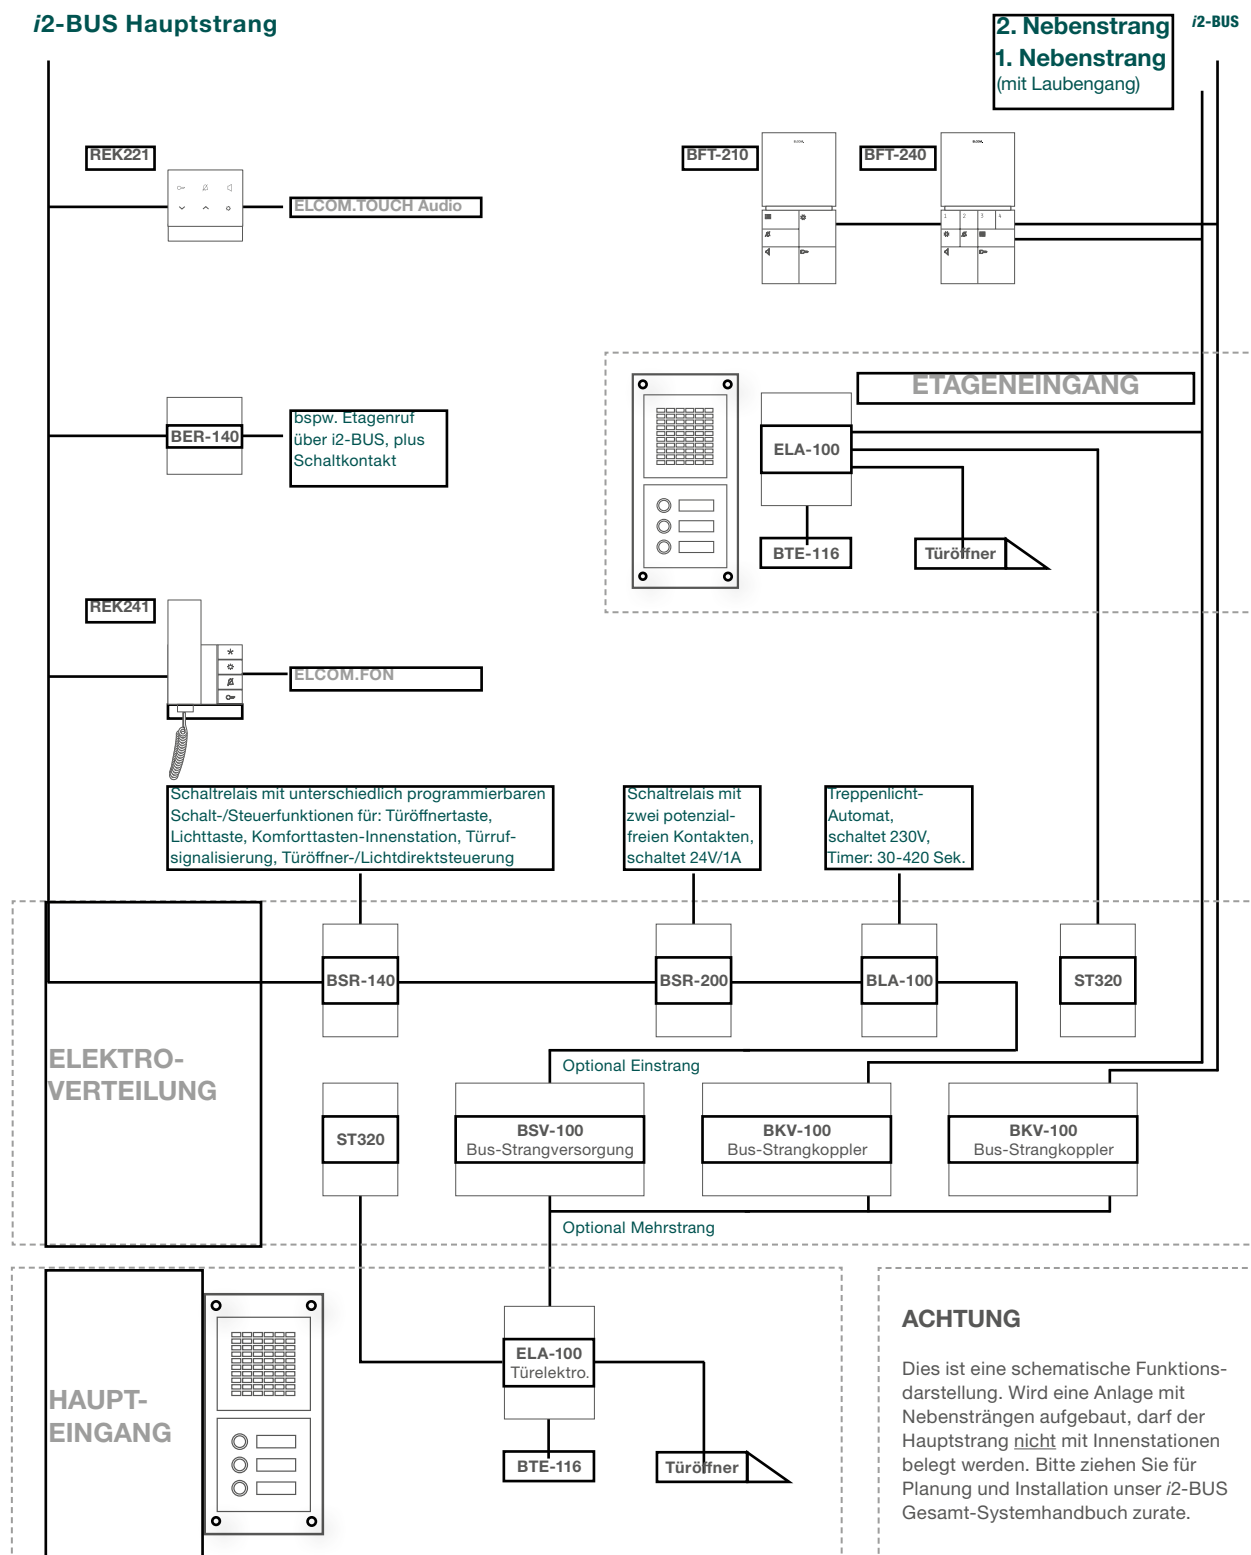 i2-BUS Hauptstrang
2. Nebenstrang
1. Nebenstrang
(mit Laubengang)
i2-BUS
REK221
ELCOM.TOUCH Audio
BFT-210
BFT-240
1 2 3 4
BER-140
bspw. Etagenruf
über i2-BUS, plus
Schaltkontakt
ETAGENEINGANG
ELA-100
BTE-116
Türöffner
REK241
ELCOM.FON
Schaltrelais mit unterschiedlich programmierbaren
Schalt-/Steuerfunktionen für: Türöffnertaste,
Lichttaste, Komforttasten-Innenstation, Türruf-
signalisierung, Türöffner-/Lichtdirektsteuerung
Schaltrelais mit
zwei potenzial-
freien Kontakten,
schaltet 24V/1A
Treppenlicht-
Automat,
schaltet 230V,
Timer: 30-420 Sek.
BSR-140
BSR-200
BLA-100
ST320
ELEKTRO-
VERTEILUNG
Optional Einstrang
ST320
BSV-100
Bus-Strangversorgung
BKV-100
Bus-Strangkoppler
BKV-100
Bus-Strangkoppler
Optional Mehrstrang
HAUPT-
EINGANG
ELA-100
Türelektro.
BTE-116
Türöffner
ACHTUNG
Dies ist eine schematische Funktions-
darstellung. Wird eine Anlage mit
Nebensträngen aufgebaut, darf der
Hauptstrang nicht mit Innenstationen
belegt werden. Bitte ziehen Sie für
Planung und Installation unser i2-BUS
Gesamt-Systemhandbuch zurate.